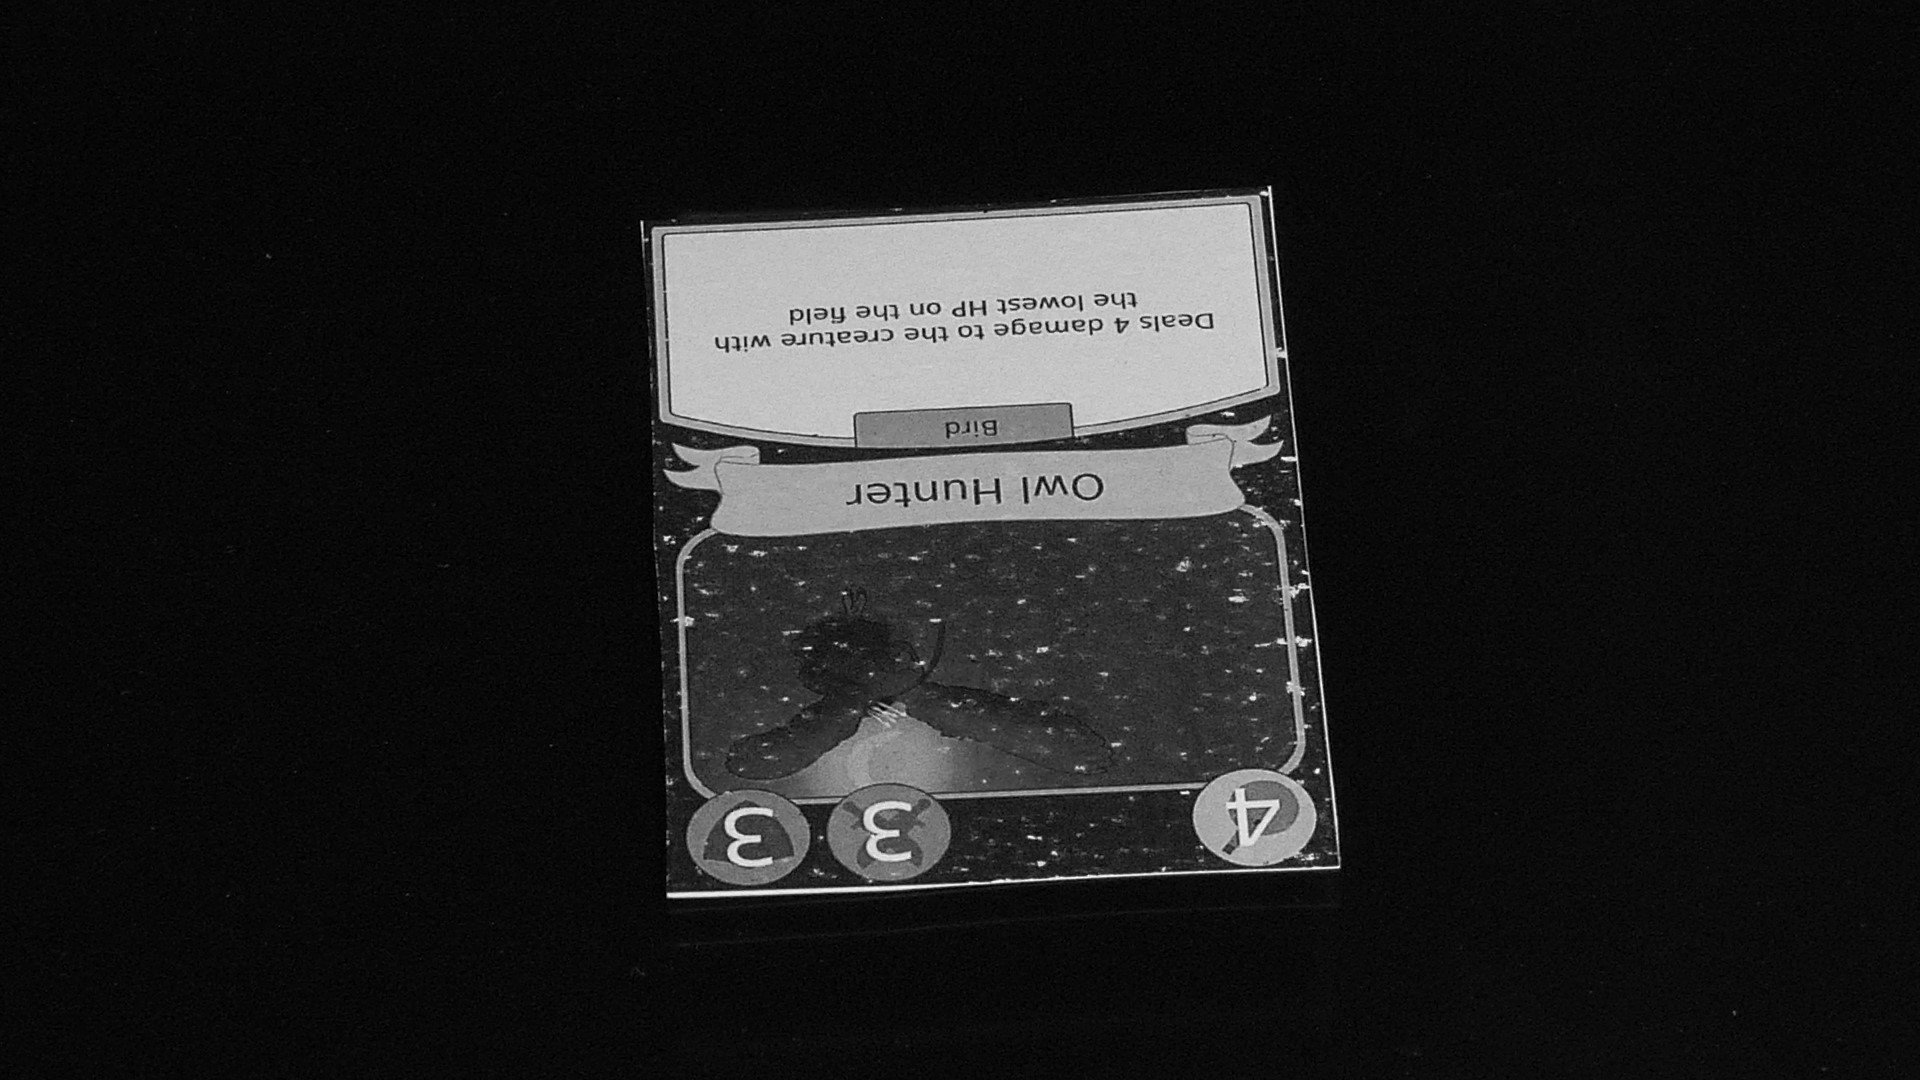 4 3 3
Owl Hunter
Bird
Deals 4 damage to the creature with
the lowest HP on the field